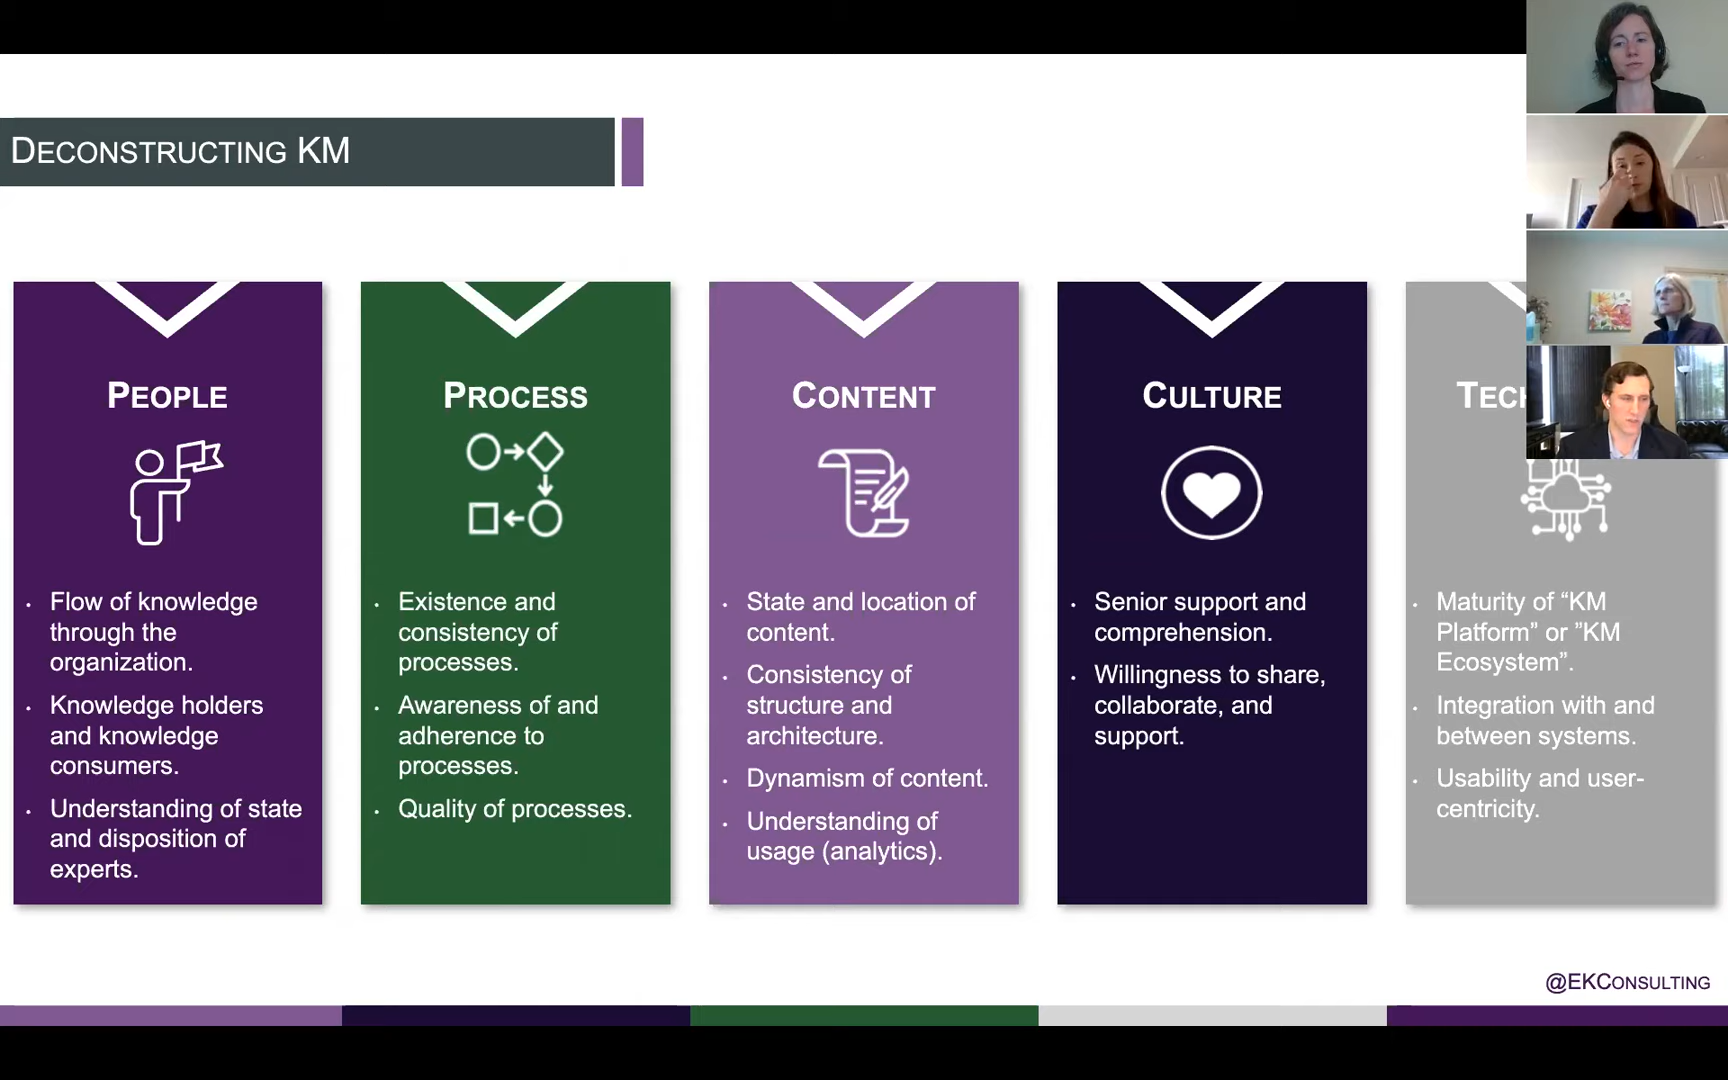 DECONSTRUCTING KM
PEOPLE
• Flow of knowledge
through the
organization.
• Knowledge holders
and knowledge
consumers.
• Understanding of state
and disposition of
experts.
PROCESS
• Existence and
consistency of
processes.
• Awareness of and
adherence to
processes.
• Quality of processes.
CONTENT
• State and location of
content.
• Consistency of
structure and
architecture.
• Dynamism of content.
• Understanding of
usage (analytics).
CULTURE
• Senior support and
comprehension.
• Willingness to share,
collaborate, and
support.
• Maturity of “KM
Platform” or ”KM
Ecosystem”.
• Integration with and
between systems.
• Usability and user-
centricity.
@EKCONSULTING